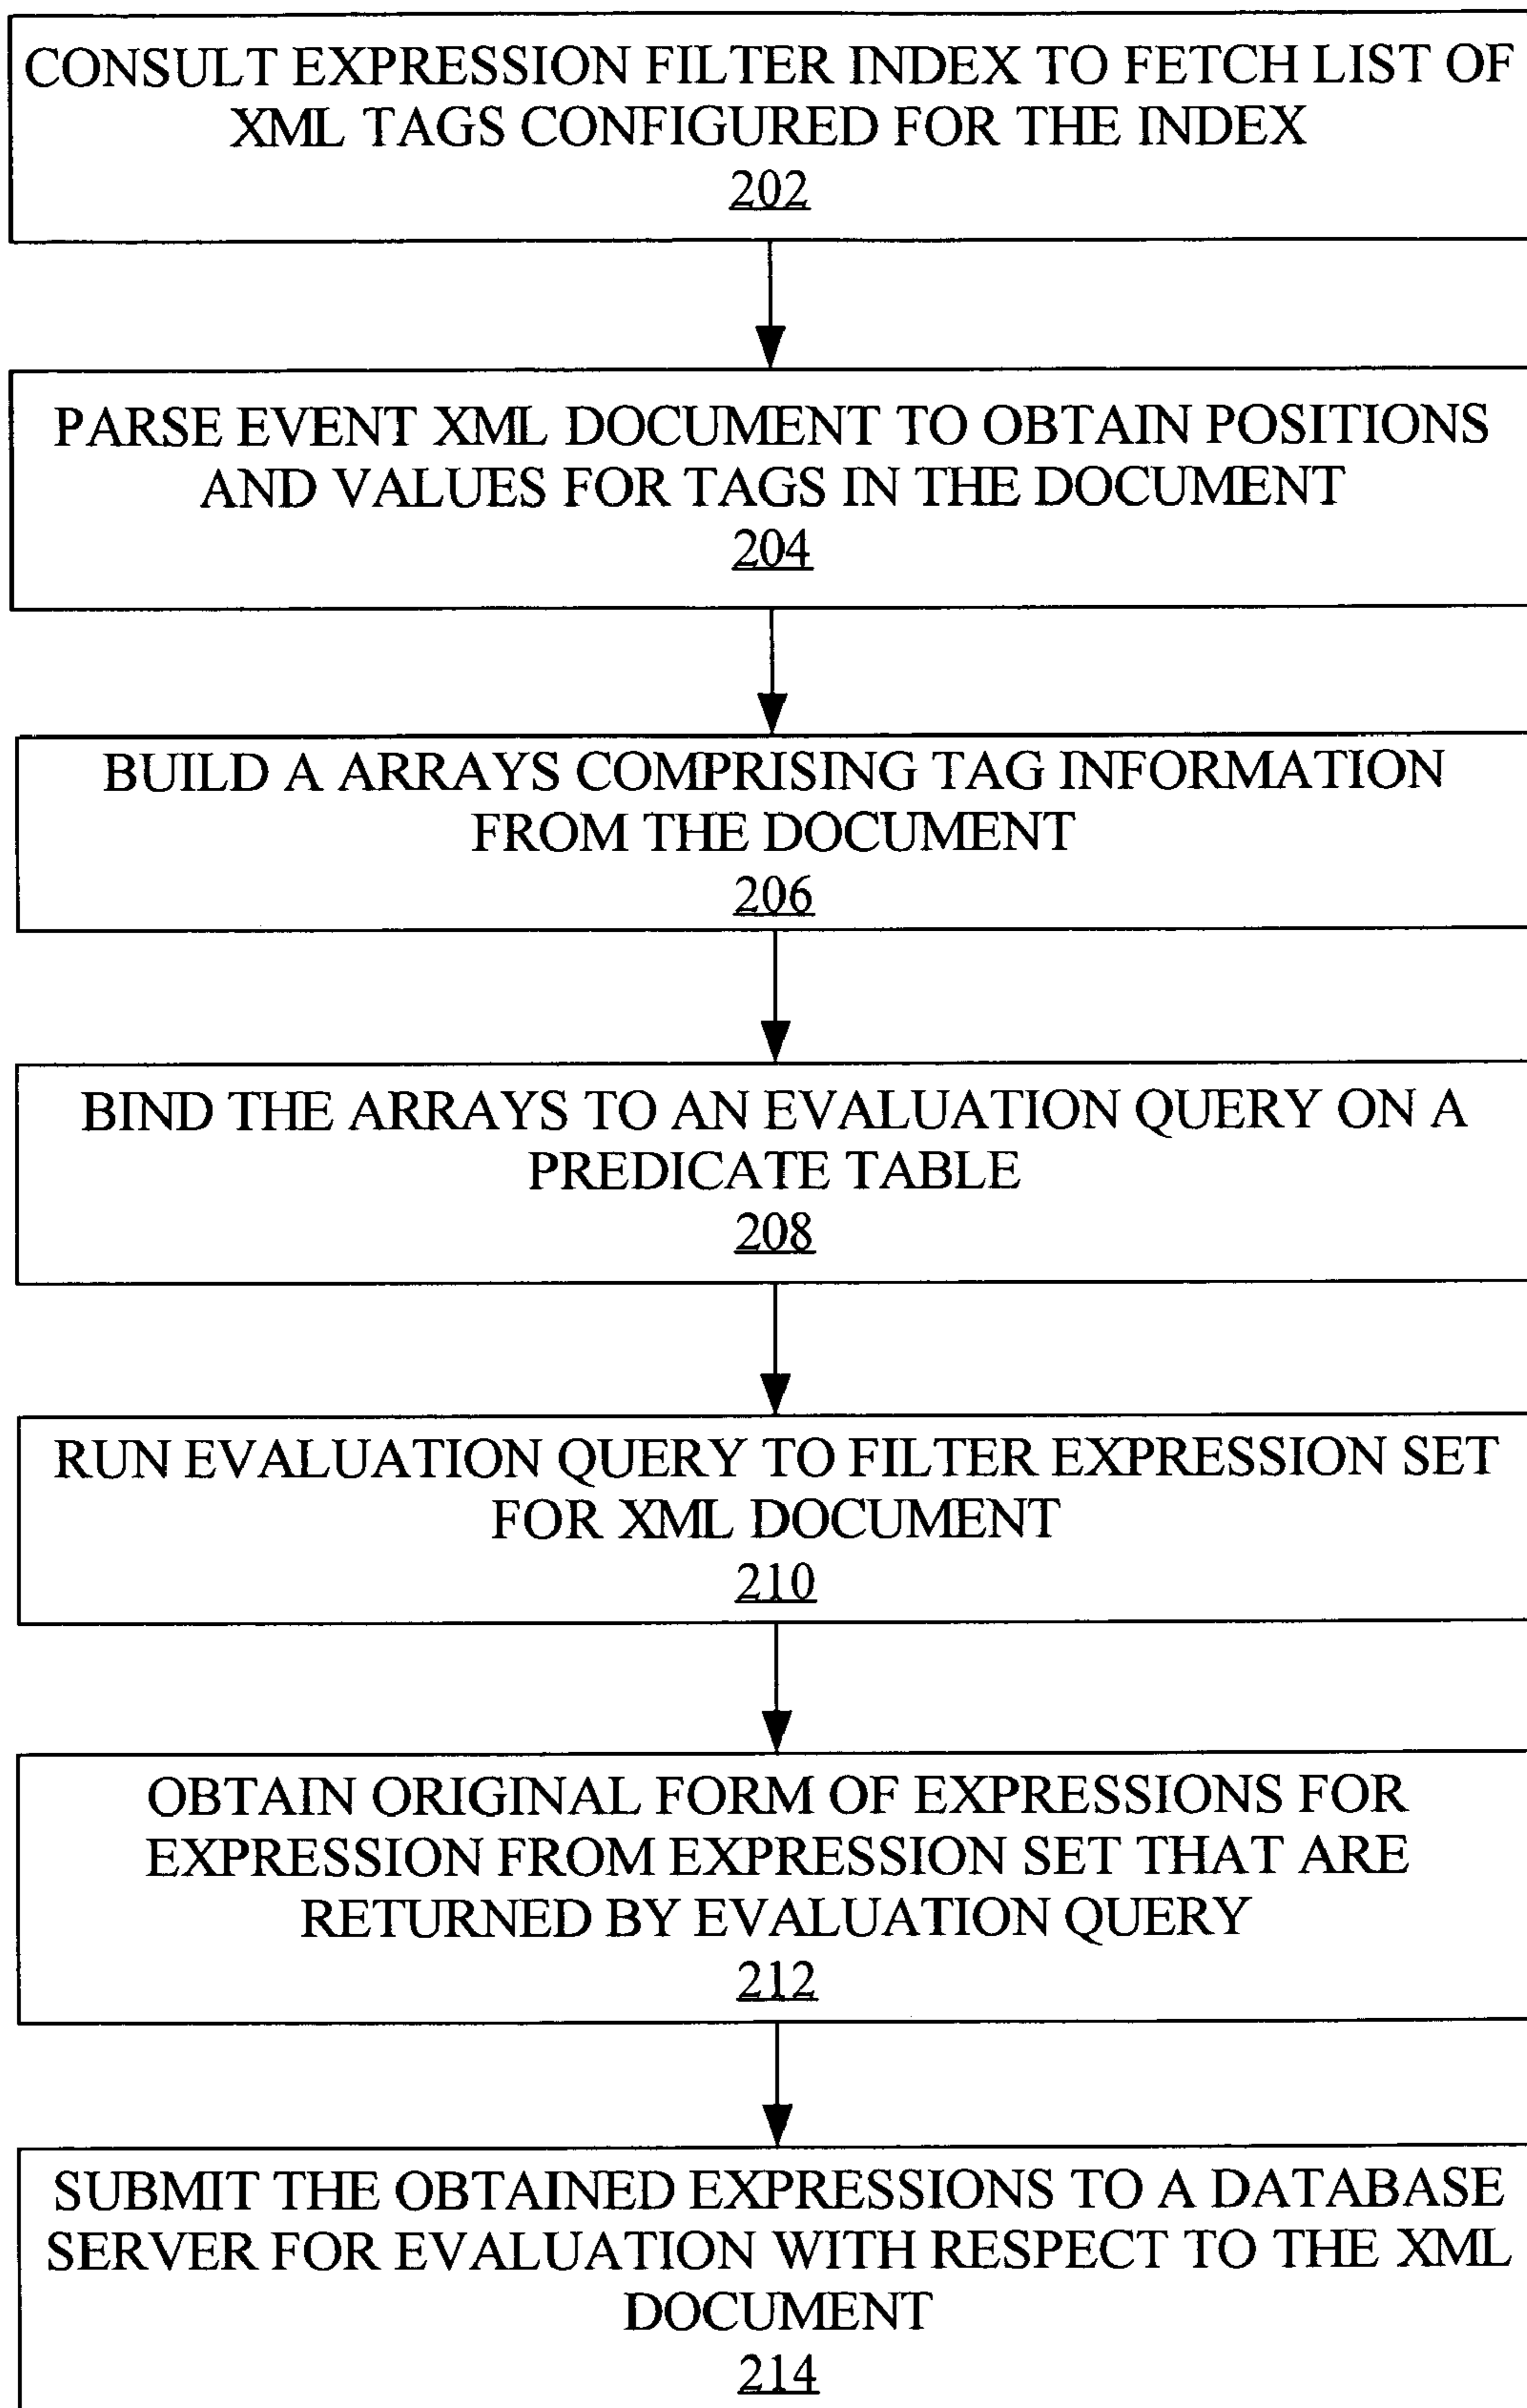 CONSULT EXPRESSION FILTER INDEX TO FETCH LIST OF
XML TAGS CONFIGURED FOR THE INDEX
202
PARSE EVENT XML DOCUMENT TO OBTAIN POSITIONS
AND VALUES FOR TAGS IN THE DOCUMENT
204
BUILD A ARRAYS COMPRISING TAG INFORMATION
FROM THE DOCUMENT
206
BIND THE ARRAYS TO AN EVALUATION QUERY ON A
PREDICATE TABLE
208
RUN EVALUATION QUERY TO FILTER EXPRESSION SET
FOR XML DOCUMENT
210
OBTAIN ORIGINAL FORM OF EXPRESSIONS FOR
EXPRESSION FROM EXPRESSION SET THAT ARE
RETURNED BY EVALUATION QUERY
212
SUBMIT THE OBTAINED EXPRESSIONS TO A DATABASE
SERVER FOR EVALUATION WITH RESPECT TO THE XML
DOCUMENT
214